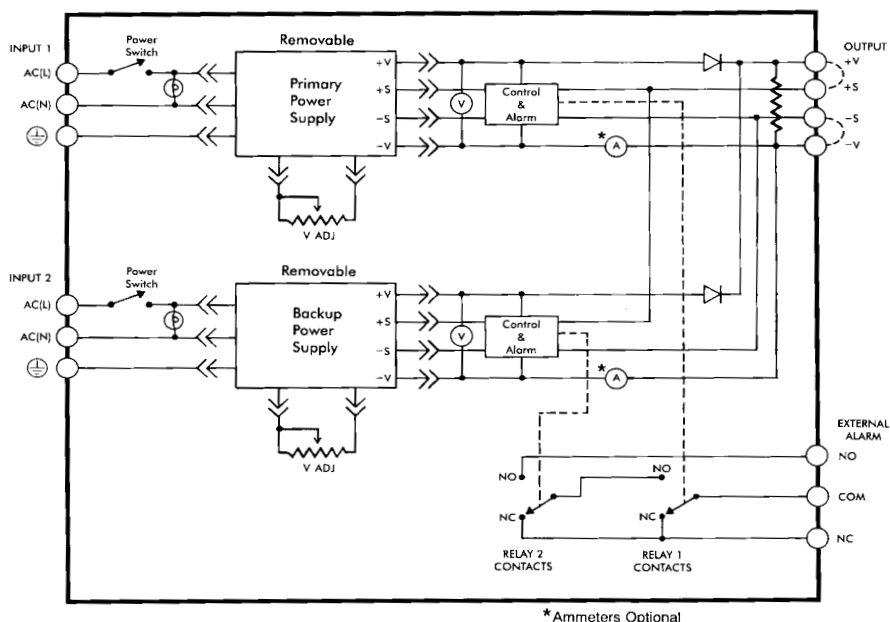 INPUT 1
Power
Switch
AC(L)
AC(N)
Removable
Primary
Power
Supply
+V
+S
−S
−V
V ADJ
V
Control
&
Alarm
*
A
OUTPUT
+V
+S
−S
−V
INPUT 2
Power
Switch
AC(L)
AC(N)
Removable
Backup
Power
Supply
+V
+S
−S
−V
V ADJ
V
Control
&
Alarm
*
A
EXTERNAL
ALARM
NO
COM
NC
NO
NC
NO
NC
RELAY 2
CONTACTS
RELAY 1
CONTACTS
*Ammeters Optional